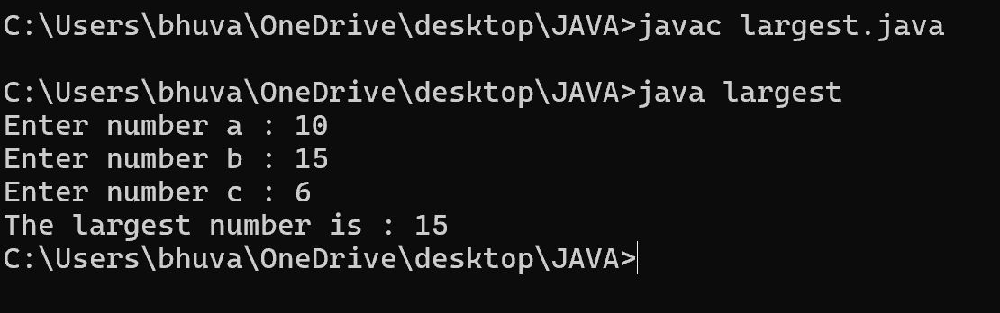 C:\Users\bhuva\OneDrive\desktop\JAVA>javac largest.java
C:\Users\bhuva\OneDrive\desktop\JAVA>java largest
Enter number a : 10
Enter number b : 15
Enter number c : 6
The largest number is : 15
C:\Users\bhuva\OneDrive\desktop\JAVA>